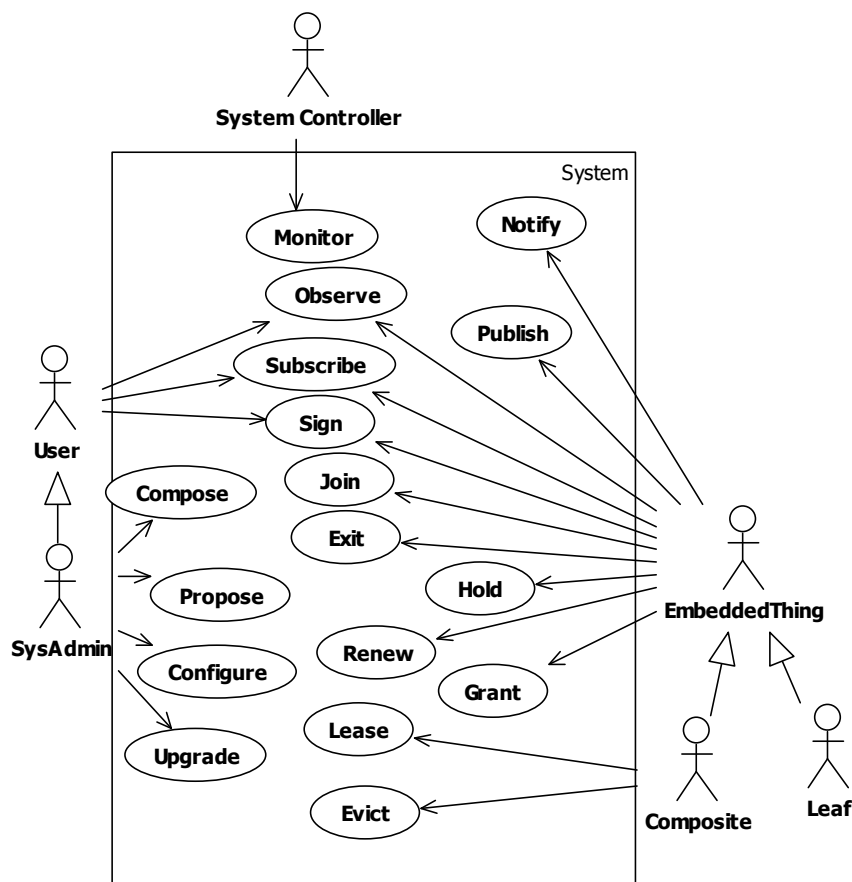 System Controller
System
Notify
Monitor
Observe
Publish
Subscribe
Sign
User
Join
Compose
Exit
Hold
Propose
EmbeddedThing
SysAdmin
Renew
Configure
Grant
Lease
Upgrade
Evict
Composite
Leaf